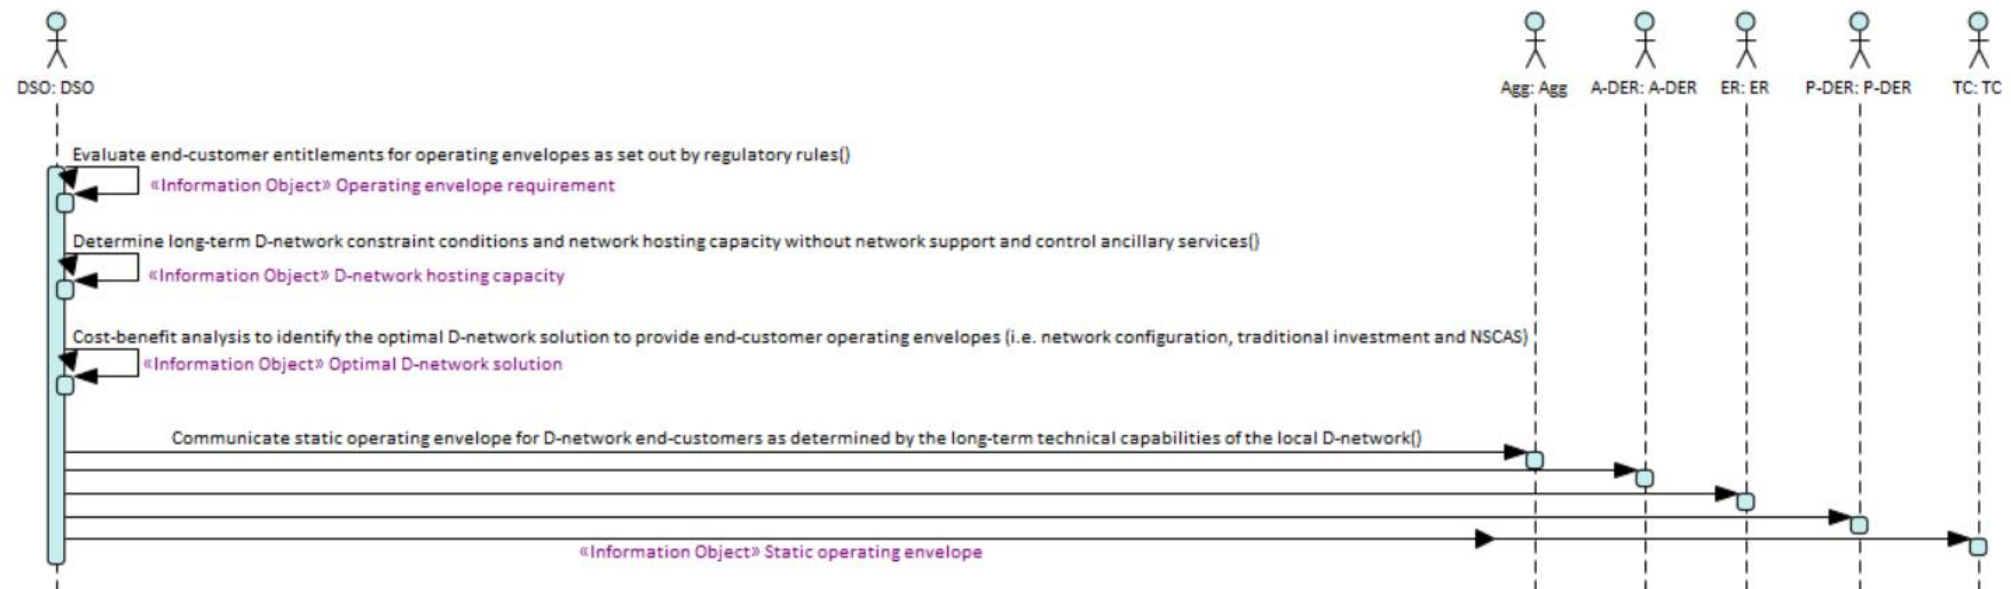 DSO: DSO
Agg: Agg
A-DER: A-DER
ER: ER
P-DER: P-DER
TC: TC
Evaluate end-customer entitlements for operating envelopes as set out by regulatory rules()
«Information Object» Operating envelope requirement
Determine long-term D-network constraint conditions and network hosting capacity without network support and control ancillary services()
«Information Object» D-network hosting capacity
Cost-benefit analysis to identify the optimal D-network solution to provide end-customer operating envelopes (i.e. network configuration, traditional investment and NSCAS)
«Information Object» Optimal D-network solution
Communicate static operating envelope for D-network end-customers as determined by the long-term technical capabilities of the local D-network()
«Information Object» Static operating envelope